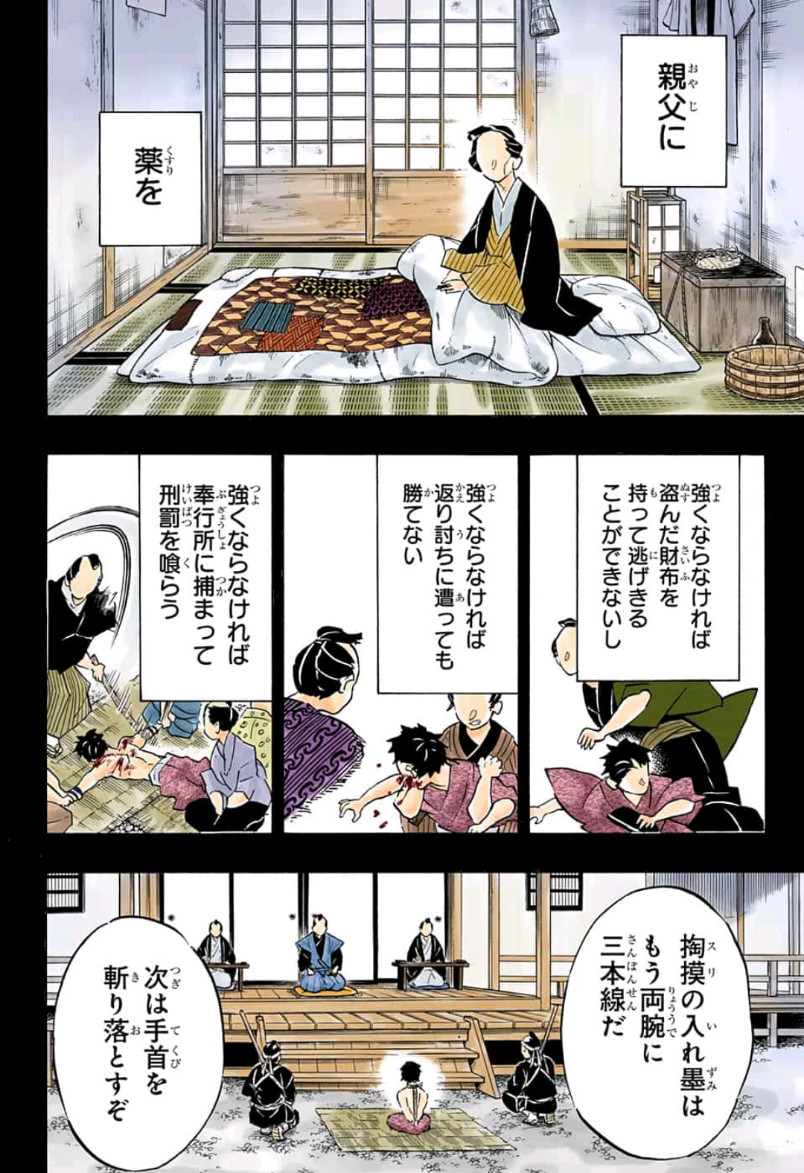 親父に
薬を
強くならなければ
盗んだ財布を
持って逃げきる
ことができないし
強くならなければ
返り討ちに遭っても
勝てない
強くならなければ
奉行所に捕まって
刑罰を喰らう
掏摸の入れ墨は
もう両腕に
三本線だ
次は手首を
斬り落とすぞ